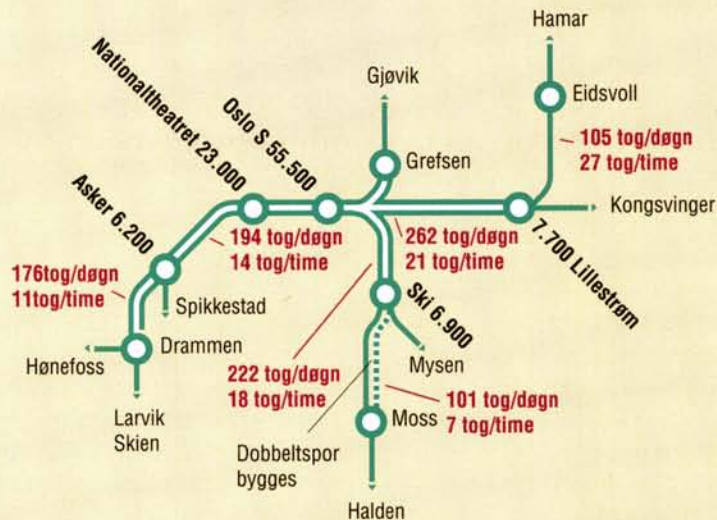 Hamar
Gjøvik
Eidsvoll
Nationaltheatret 23.000
Oslo S 55.500
Grefsen
105 tog/døgn
27 tog/time
Asker 6.200
Kongsvinger
194 tog/døgn
14 tog/time
262 tog/døgn
21 tog/time
7.700 Lillestrøm
176tog/døgn
11tog/time
Spikkestad
Ski 6.900
Hønefoss
Drammen
Mysen
222 tog/døgn
18 tog/time
101 tog/døgn
7 tog/time
Larvik
Skien
Moss
Dobbeltspor
bygges
Halden